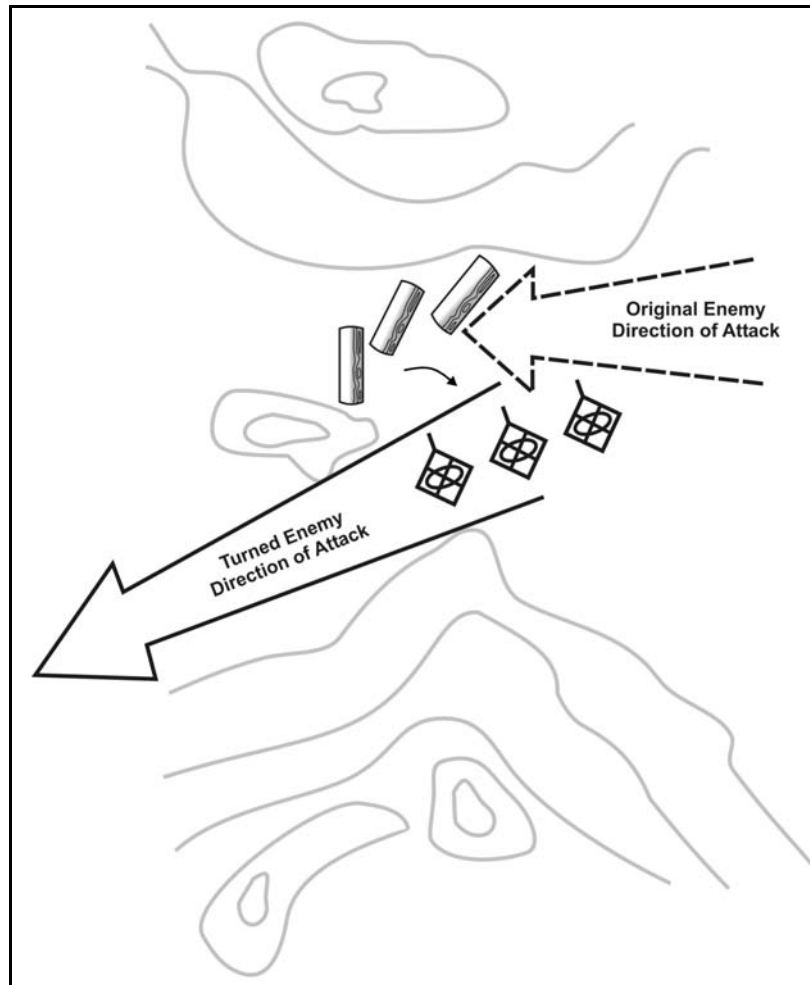 Original Enemy
Direction of Attack
Turned Enemy
Direction of Attack